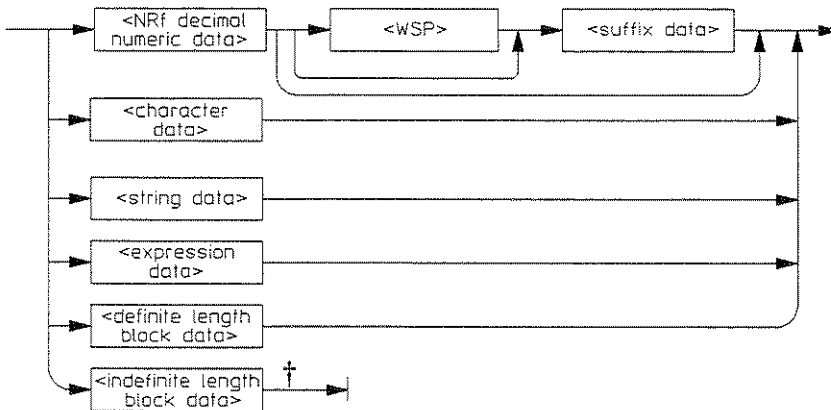 <NRf decimal
numeric data>
<WSP>
<suffix data>
<character
data>
<string data>
<expression
data>
<definite length
block data>
<indefinite length
block data>
†